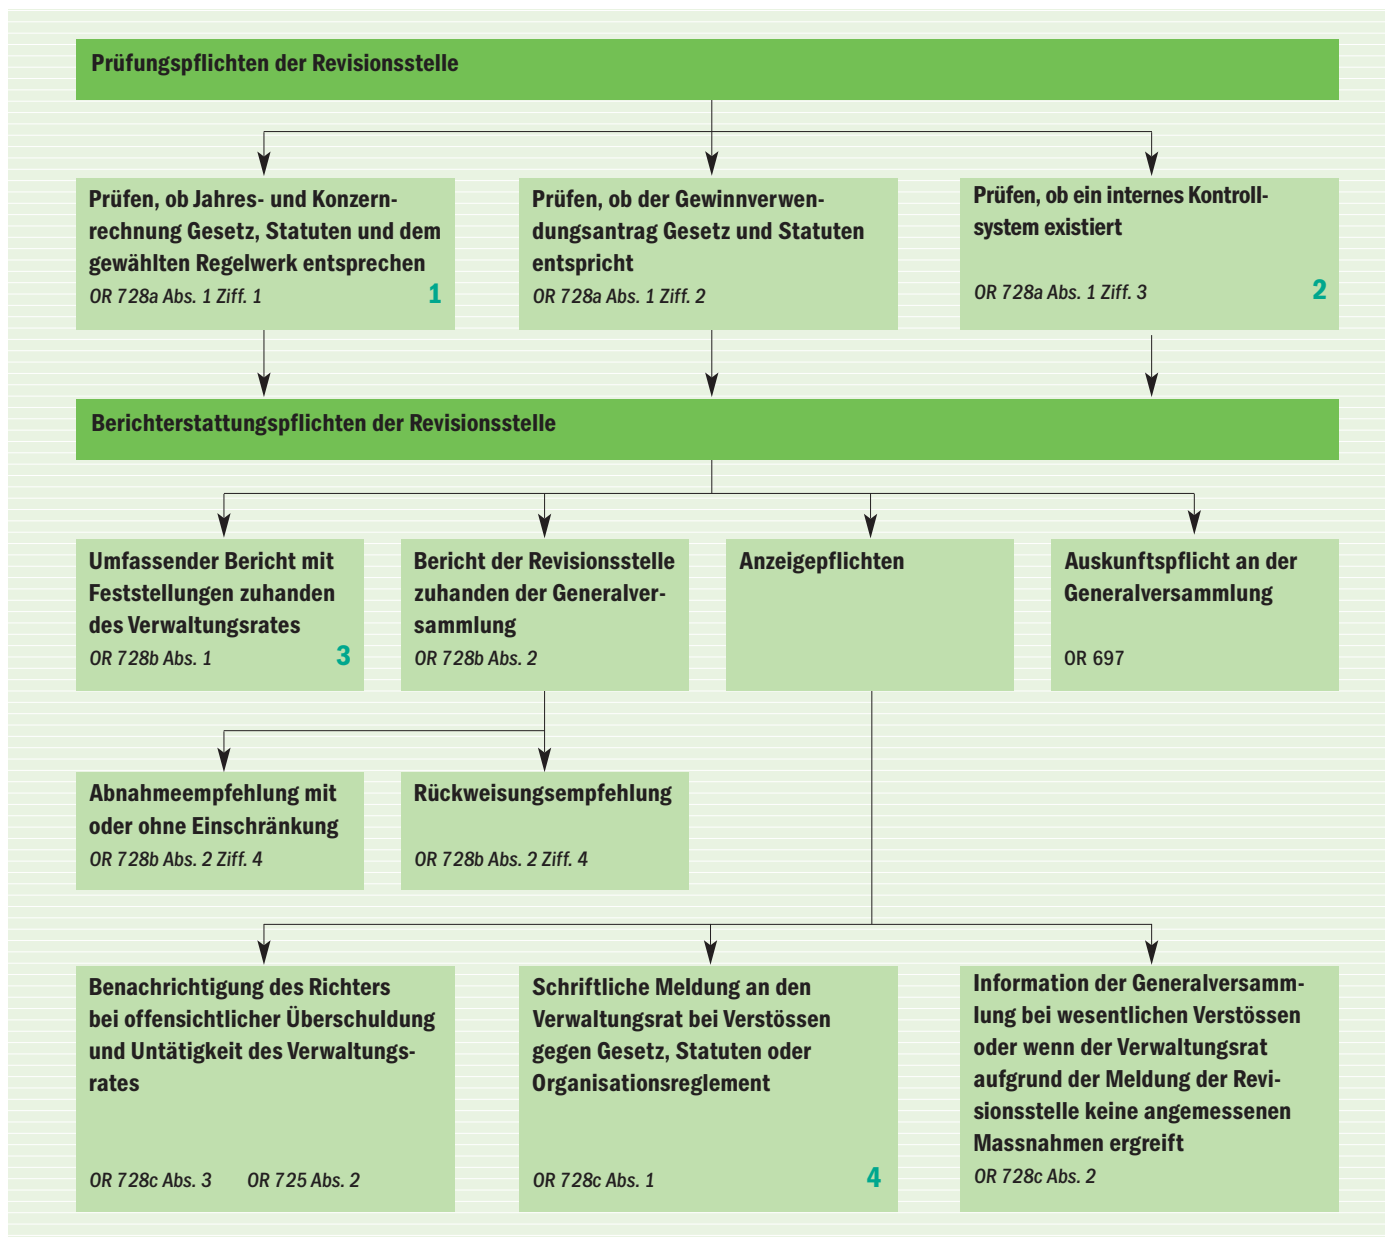 Prüfungspflichten der Revisionsstelle
Prüfen, ob Jahres- und Konzern-
rechnung Gesetz, Statuten und dem
gewählten Regelwerk entsprechen
OR 728a Abs. 1 Ziff. 1
1
Prüfen, ob der Gewinnverwen-
dungsantrag Gesetz und Statuten
entspricht
OR 728a Abs. 1 Ziff. 2
Prüfen, ob ein internes Kontroll-
system existiert
OR 728a Abs. 1 Ziff. 3
2
Berichterstattungspflichten der Revisionsstelle
Umfassender Bericht mit
Feststellungen zuhanden
des Verwaltungsrates
OR 728b Abs. 1
3
Bericht der Revisionsstelle
zuhanden der Generalver-
sammlung
OR 728b Abs. 2
Anzeigepflichten
Auskunftspflicht an der
Generalversammlung
OR 697
Abnahmeempfehlung mit
oder ohne Einschränkung
OR 728b Abs. 2 Ziff. 4
Rückweisungsempfehlung
OR 728b Abs. 2 Ziff. 4
Benachrichtigung des Richters
bei offensichtlicher Überschuldung
und Untätigkeit des Verwaltungs-
rates
OR 728c Abs. 3 OR 725 Abs. 2
Schriftliche Meldung an den
Verwaltungsrat bei Verstössen
gegen Gesetz, Statuten oder
Organisationsreglement
OR 728c Abs. 1
4
Information der Generalversamm-
lung bei wesentlichen Verstössen
oder wenn der Verwaltungsrat
aufgrund der Meldung der Revi-
sionsstelle keine angemessenen
Massnahmen ergreift
OR 728c Abs. 2